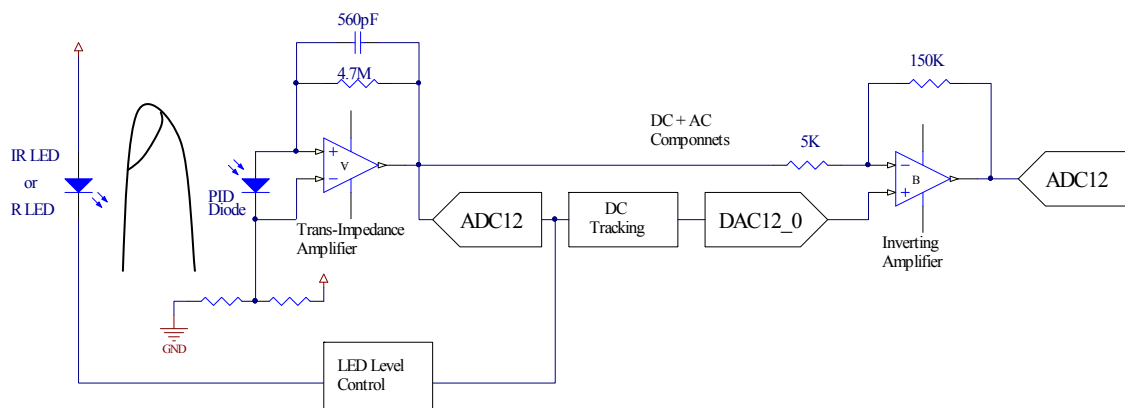 560pF
4.7M
150K
DC + AC
Componnets
5K
IR LED
or
R LED
PID
Diode
+
V
−
−
B
+
ADC12
Trans-Impedance
Amplifier
ADC12
DC
Tracking
DAC12_0
Inverting
Amplifier
GND
LED Level
Control